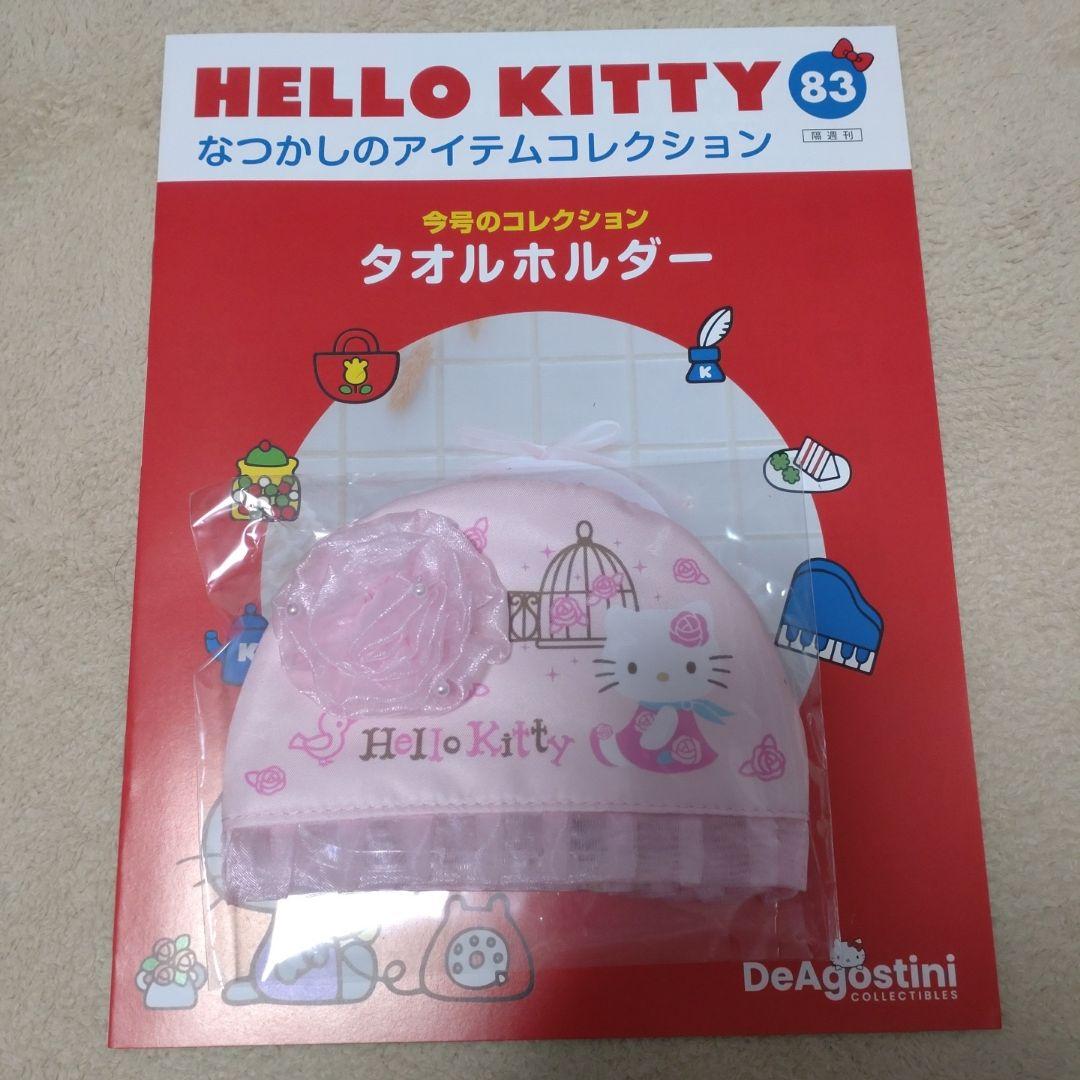 HELLO KITTY 83
隔週刊
なつかしのアイテムコレクション
今号のコレクション
タオルホルダー
K
K
Hello Kitty
DeAgostini
COLLECTIBLES